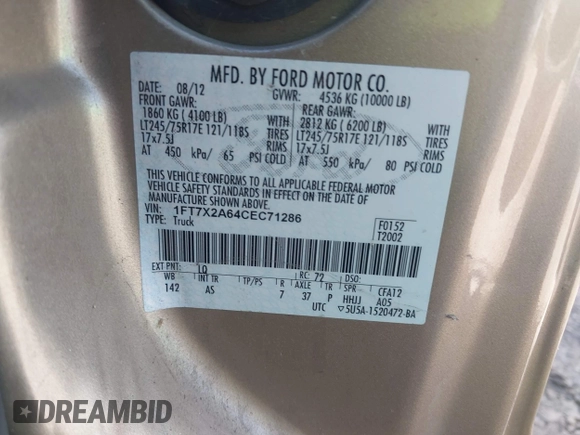 MFD. BY FORD MOTOR CO.
DATE: 08/12 GVWR: 4536 KG (10000 LB)
FRONT GAWR: REAR GAWR:
1860 KG ( 4100 LB) WITH 2812 KG ( 6200 LB) WITH
LT245/75R17E 121/118S TIRES LT245/75R17E 121/118S TIRES
17x7.5J RIMS 17x7.5J RIMS
AT 450 kPa/ 65 PSI COLD AT 550 kPa/ 80 PSI COLD
THIS VEHICLE CONFORMS TO ALL APPLICABLE FEDERAL MOTOR
VEHICLE SAFETY STANDARDS IN EFFECT ON THE DATE OF
MANUFACTURE SHOWN ABOVE.
VIN: 1FT7X2A64CEC71286 F0152
TYPE: Truck T2002
EXT PNT: LQ RC: 72 DSO:
WB INT TR TP/PS R AXLE TR SPR CFA12
142 AS 7 37 P HHJJ A05
UTC ▽5U5A-1520472-BA
Ford
DREAMBID